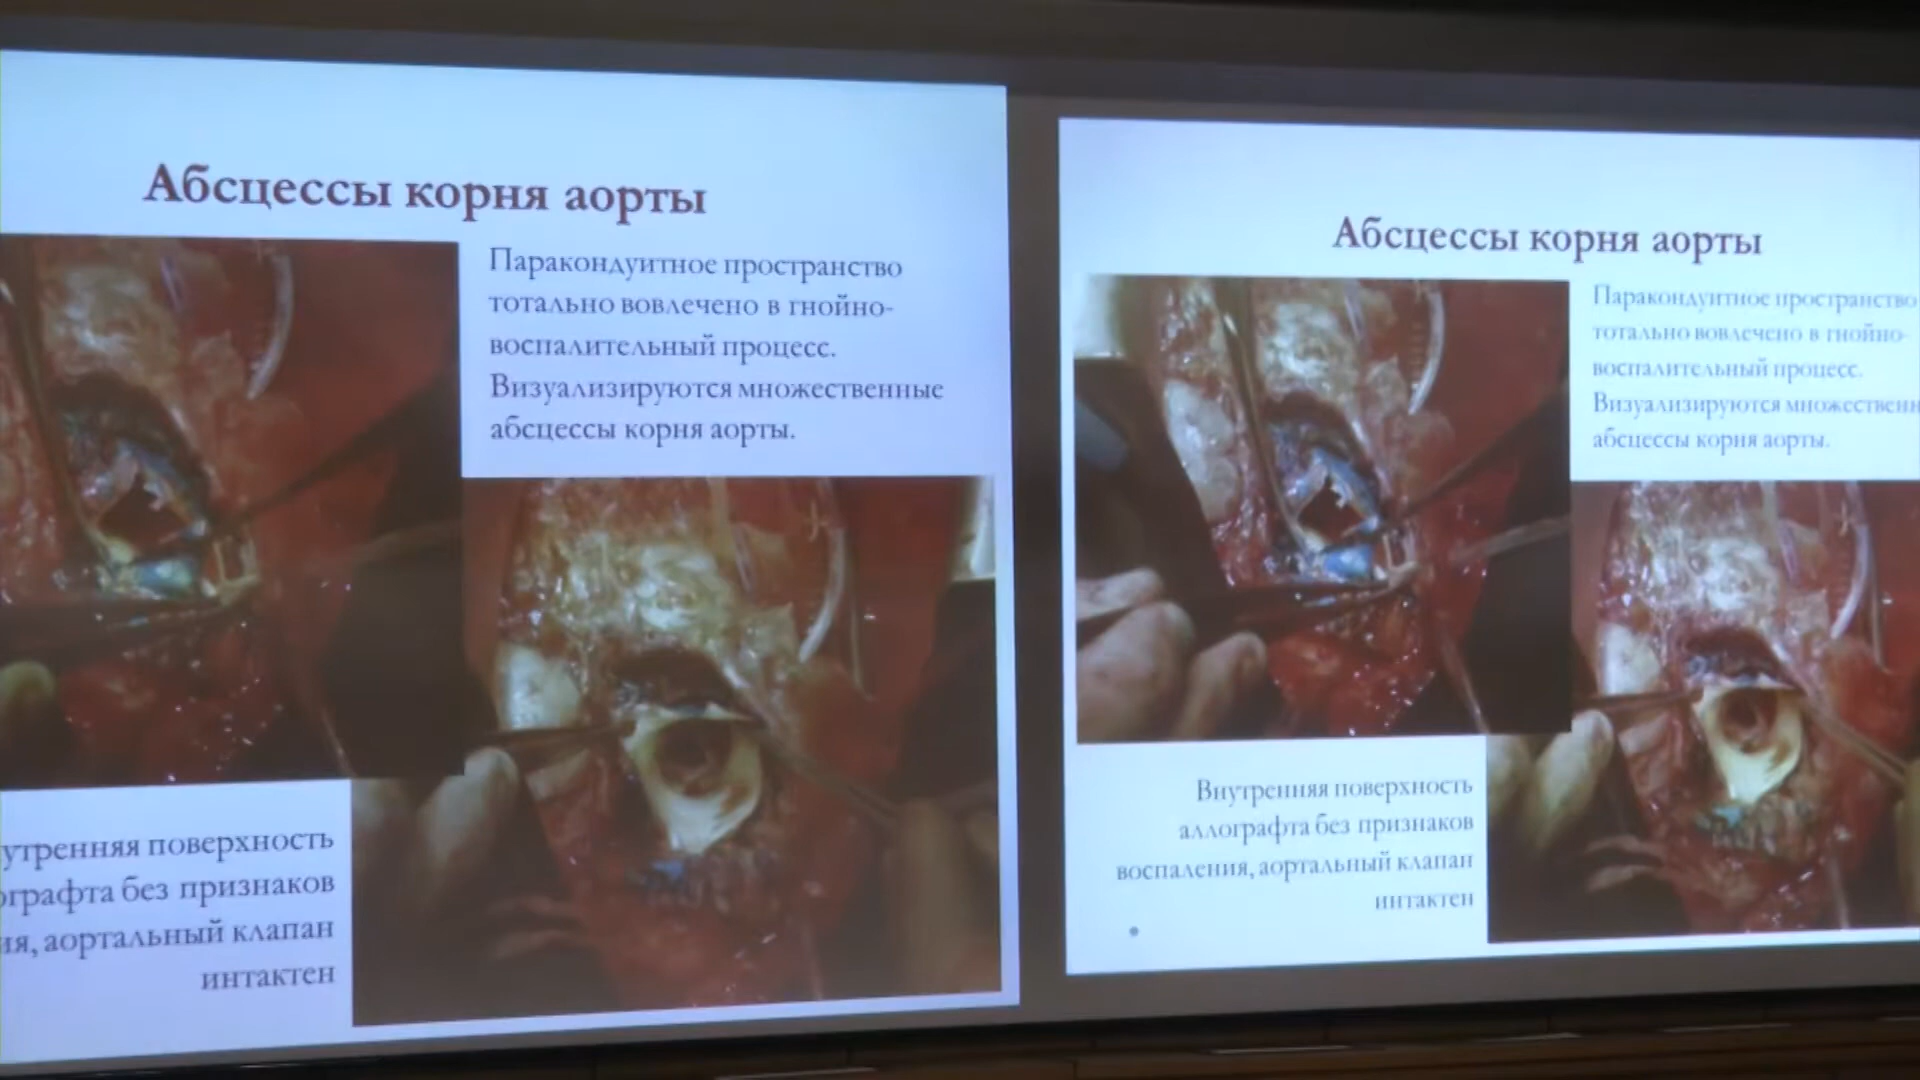 Абсцессы корня аорты
Паракондуитное пространство
тотально вовлечено в гнойно-
воспалительный процесс.
Визуализируются множественные
абсцессы корня аорты.
утренняя поверхность
ографта без признаков
ия, аортальный клапан
интактен
Абсцессы корня аорты
Паракондуитное пространство
тотально вовлечено в гнойно-
воспалительный процесс.
Визуализируются множественн
абсцессы корня аорты.
Внутренняя поверхность
аллографта без признаков
воспаления, аортальный клапан
интактен